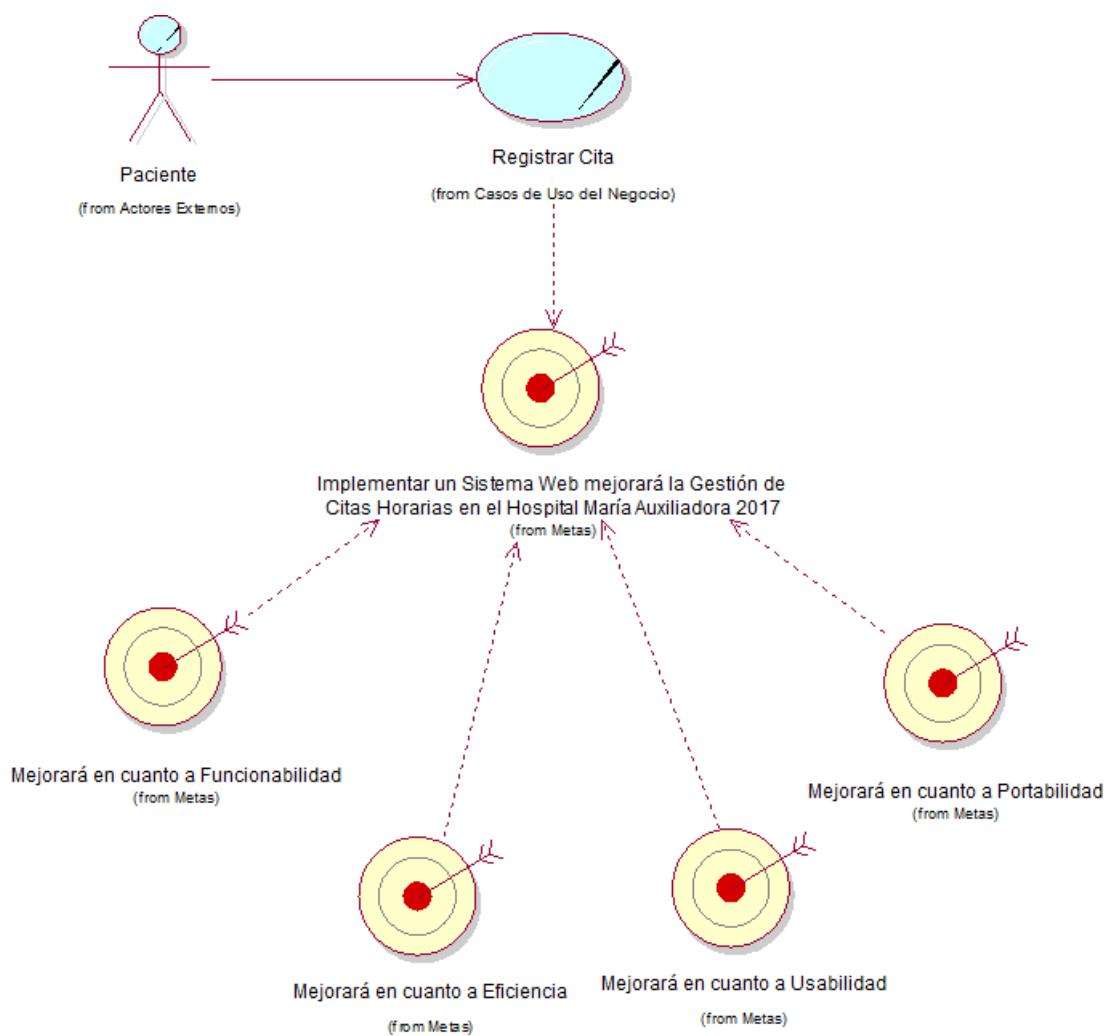 Paciente
(from Actores Externos)
Registrar Cita
(from Casos de Uso del Negocio)
Implementar un Sistema Web mejorará la Gestión de
Citas Horarias en el Hospital María Auxiliadora 2017
(from Metas)
Mejorará en cuanto a Funcionabilidad
(from Metas)
Mejorará en cuanto a Portabilidad
(from Metas)
Mejorará en cuanto a Eficiencia
(from Metas)
Mejorará en cuanto a Usabilidad
(from Metas)